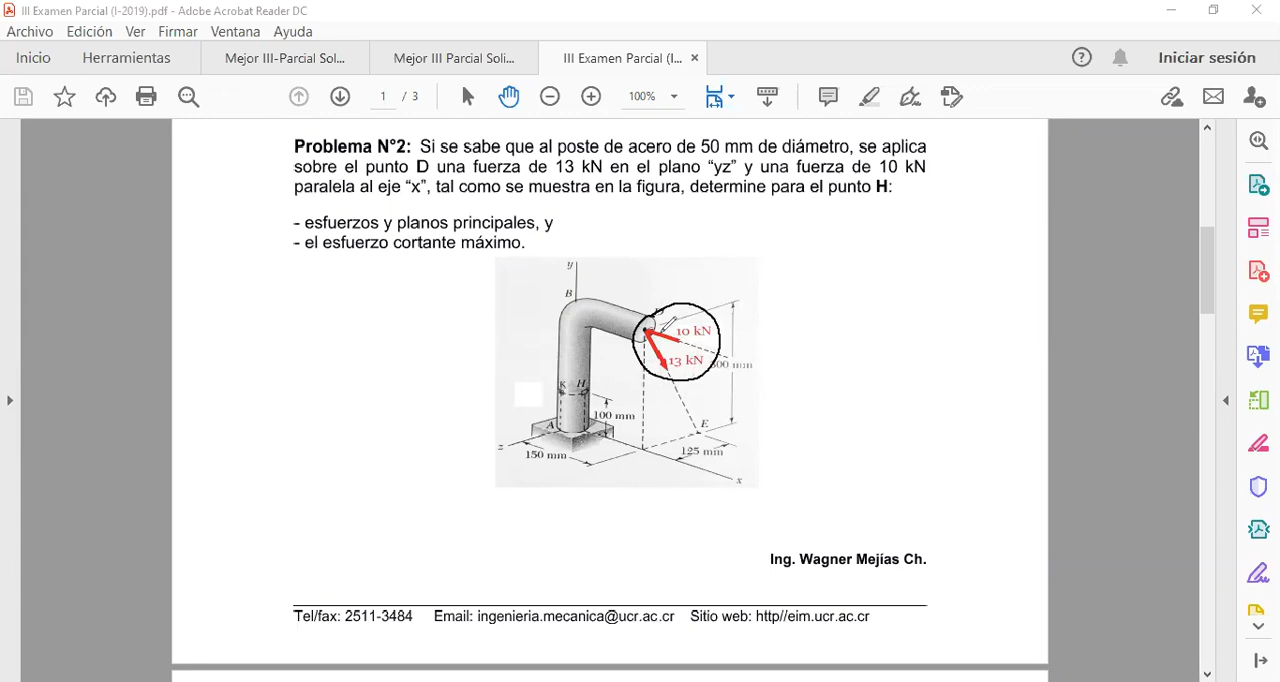 III Examen Parcial (I-2019).pdf - Adobe Acrobat Reader DC
Archivo Edición Ver Firmar Ventana Ayuda
Inicio Herramientas Mejor III-Parcial Sol... Mejor III Parcial Soli... III Examen Parcial (I... × Iniciar sesión
1 / 3 100%
Problema N°2: Si se sabe que al poste de acero de 50 mm de diámetro, se aplica
sobre el punto D una fuerza de 13 kN en el plano “yz” y una fuerza de 10 kN
paralela al eje “x”, tal como se muestra en la figura, determine para el punto H:
- esfuerzos y planos principales, y
- el esfuerzo cortante máximo.
y
B
D
10 kN
13 kN
300 mm
K H
100 mm
A
E
z
150 mm
125 mm
x
Ing. Wagner Mejías Ch.
Tel/fax: 2511-3484 Email: ingenieria.mecanica@ucr.ac.cr Sitio web: http//eim.ucr.ac.cr